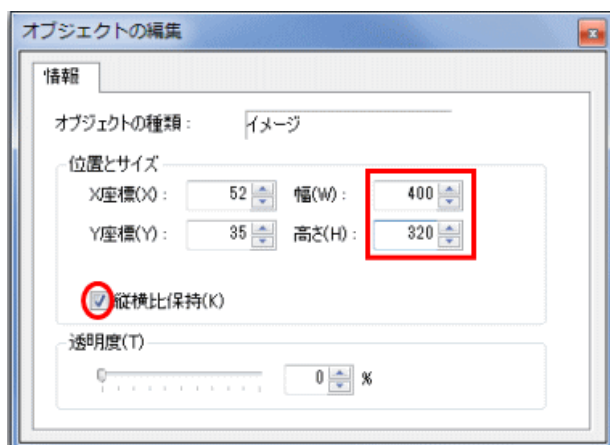 オブジェクトの編集
情報
オブジェクトの種類： イメージ
位置とサイズ
X座標(X)： 52 幅(W)： 400
Y座標(Y)： 35 高さ(H)： 320
縦横比保持(K)
透明度(T)
0 %